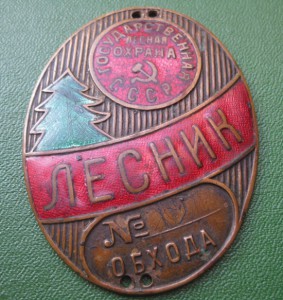 ГОСУДАРСТВЕННАЯ
ЛЕСНАЯ
ОХРАНА
СССР
ЛЕСНИК
№
ОБХОДА